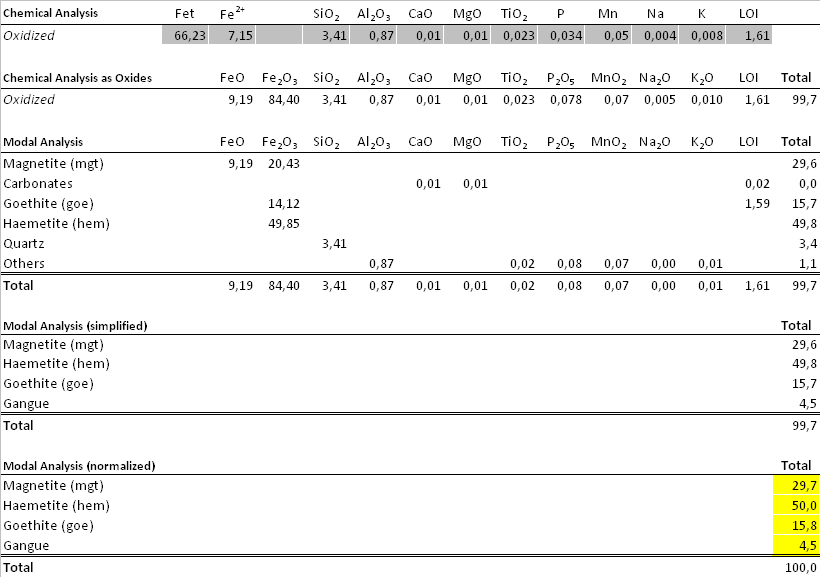 Chemical Analysis Fet Fe²⁺ SiO₂ Al₂O₃ CaO MgO TiO₂ P Mn Na K LOI
Oxidized 66,23 7,15 3,41 0,87 0,01 0,01 0,023 0,034 0,05 0,004 0,008 1,61
Chemical Analysis as Oxides FeO Fe₂O₃ SiO₂ Al₂O₃ CaO MgO TiO₂ P₂O₅ MnO₂ Na₂O K₂O LOI Total
Oxidized 9,19 84,40 3,41 0,87 0,01 0,01 0,023 0,078 0,07 0,005 0,010 1,61 99,7
Modal Analysis FeO Fe₂O₃ SiO₂ Al₂O₃ CaO MgO TiO₂ P₂O₅ MnO₂ Na₂O K₂O LOI Total
Magnetite (mgt) 9,19 20,43 29,6
Carbonates 0,01 0,01 0,02 0,0
Goethite (goe) 14,12 1,59 15,7
Haemetite (hem) 49,85 49,8
Quartz 3,41 3,4
Others 0,87 0,02 0,08 0,07 0,00 0,01 1,1
Total 9,19 84,40 3,41 0,87 0,01 0,01 0,02 0,08 0,07 0,00 0,01 1,61 99,7
Modal Analysis (simplified) Total
Magnetite (mgt) 29,6
Haemetite (hem) 49,8
Goethite (goe) 15,7
Gangue 4,5
Total 99,7
Modal Analysis (normalized) Total
Magnetite (mgt) 29,7
Haemetite (hem) 50,0
Goethite (goe) 15,8
Gangue 4,5
Total 100,0